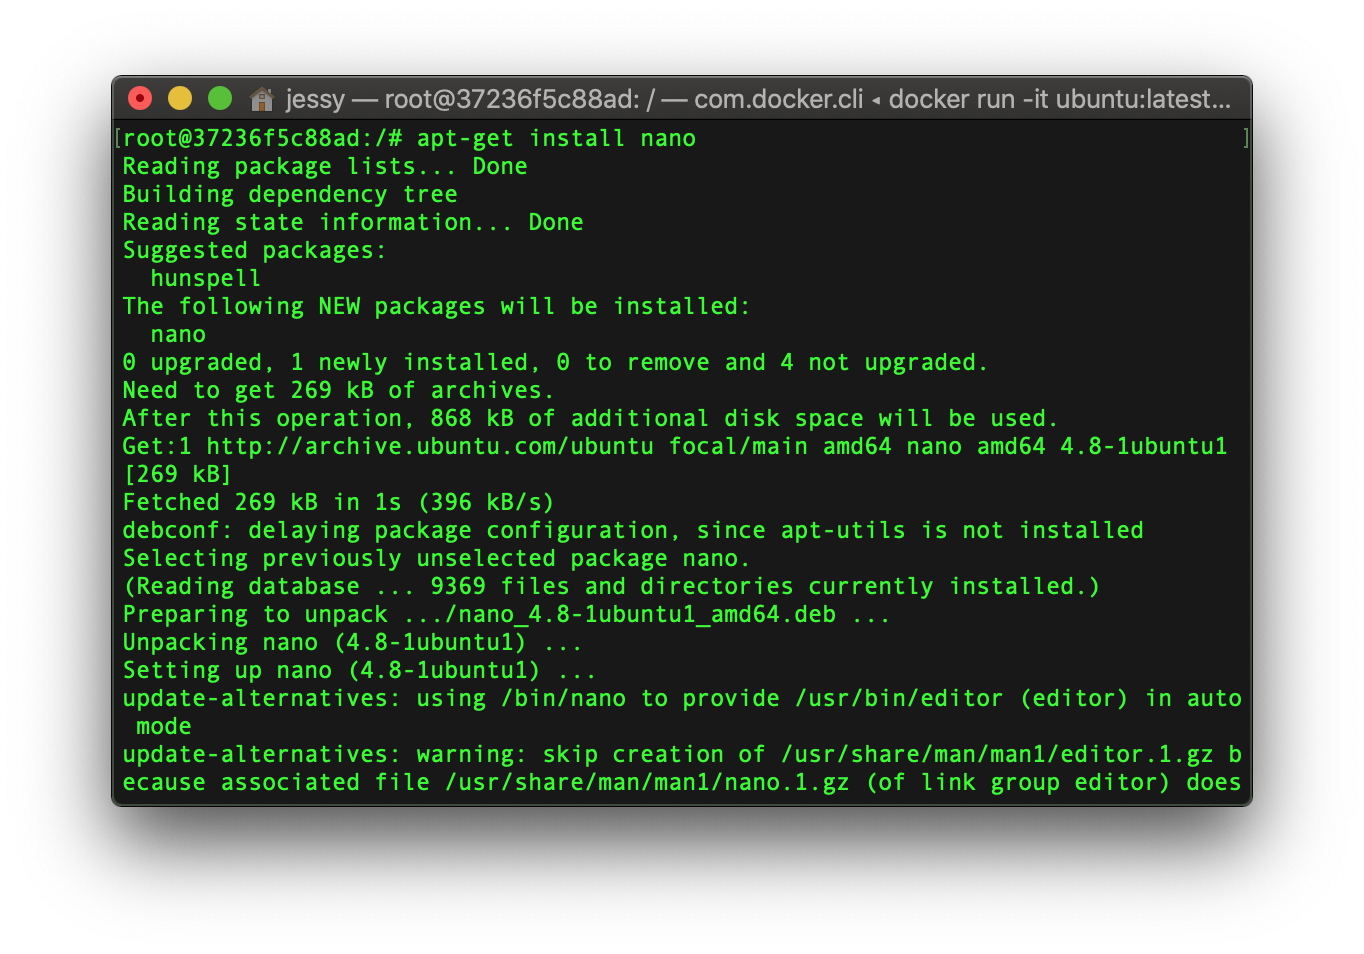 jessy — root@37236f5c88ad: / — com.docker.cli ◂ docker run -it ubuntu:latest...
[root@37236f5c88ad:/# apt-get install nano ]
Reading package lists... Done
Building dependency tree
Reading state information... Done
Suggested packages:
  hunspell
The following NEW packages will be installed:
  nano
0 upgraded, 1 newly installed, 0 to remove and 4 not upgraded.
Need to get 269 kB of archives.
After this operation, 868 kB of additional disk space will be used.
Get:1 http://archive.ubuntu.com/ubuntu focal/main amd64 nano amd64 4.8-1ubuntu1
[269 kB]
Fetched 269 kB in 1s (396 kB/s)
debconf: delaying package configuration, since apt-utils is not installed
Selecting previously unselected package nano.
(Reading database ... 9369 files and directories currently installed.)
Preparing to unpack .../nano_4.8-1ubuntu1_amd64.deb ...
Unpacking nano (4.8-1ubuntu1) ...
Setting up nano (4.8-1ubuntu1) ...
update-alternatives: using /bin/nano to provide /usr/bin/editor (editor) in auto
 mode
update-alternatives: warning: skip creation of /usr/share/man/man1/editor.1.gz b
ecause associated file /usr/share/man/man1/nano.1.gz (of link group editor) does